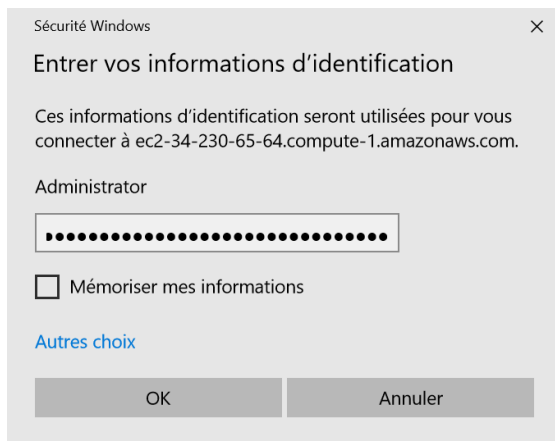 Sécurité Windows
Entrer vos informations d’identification
Ces informations d’identification seront utilisées pour vous
connecter à ec2-34-230-65-64.compute-1.amazonaws.com.
Administrator
Mémoriser mes informations
Autres choix
OK
Annuler